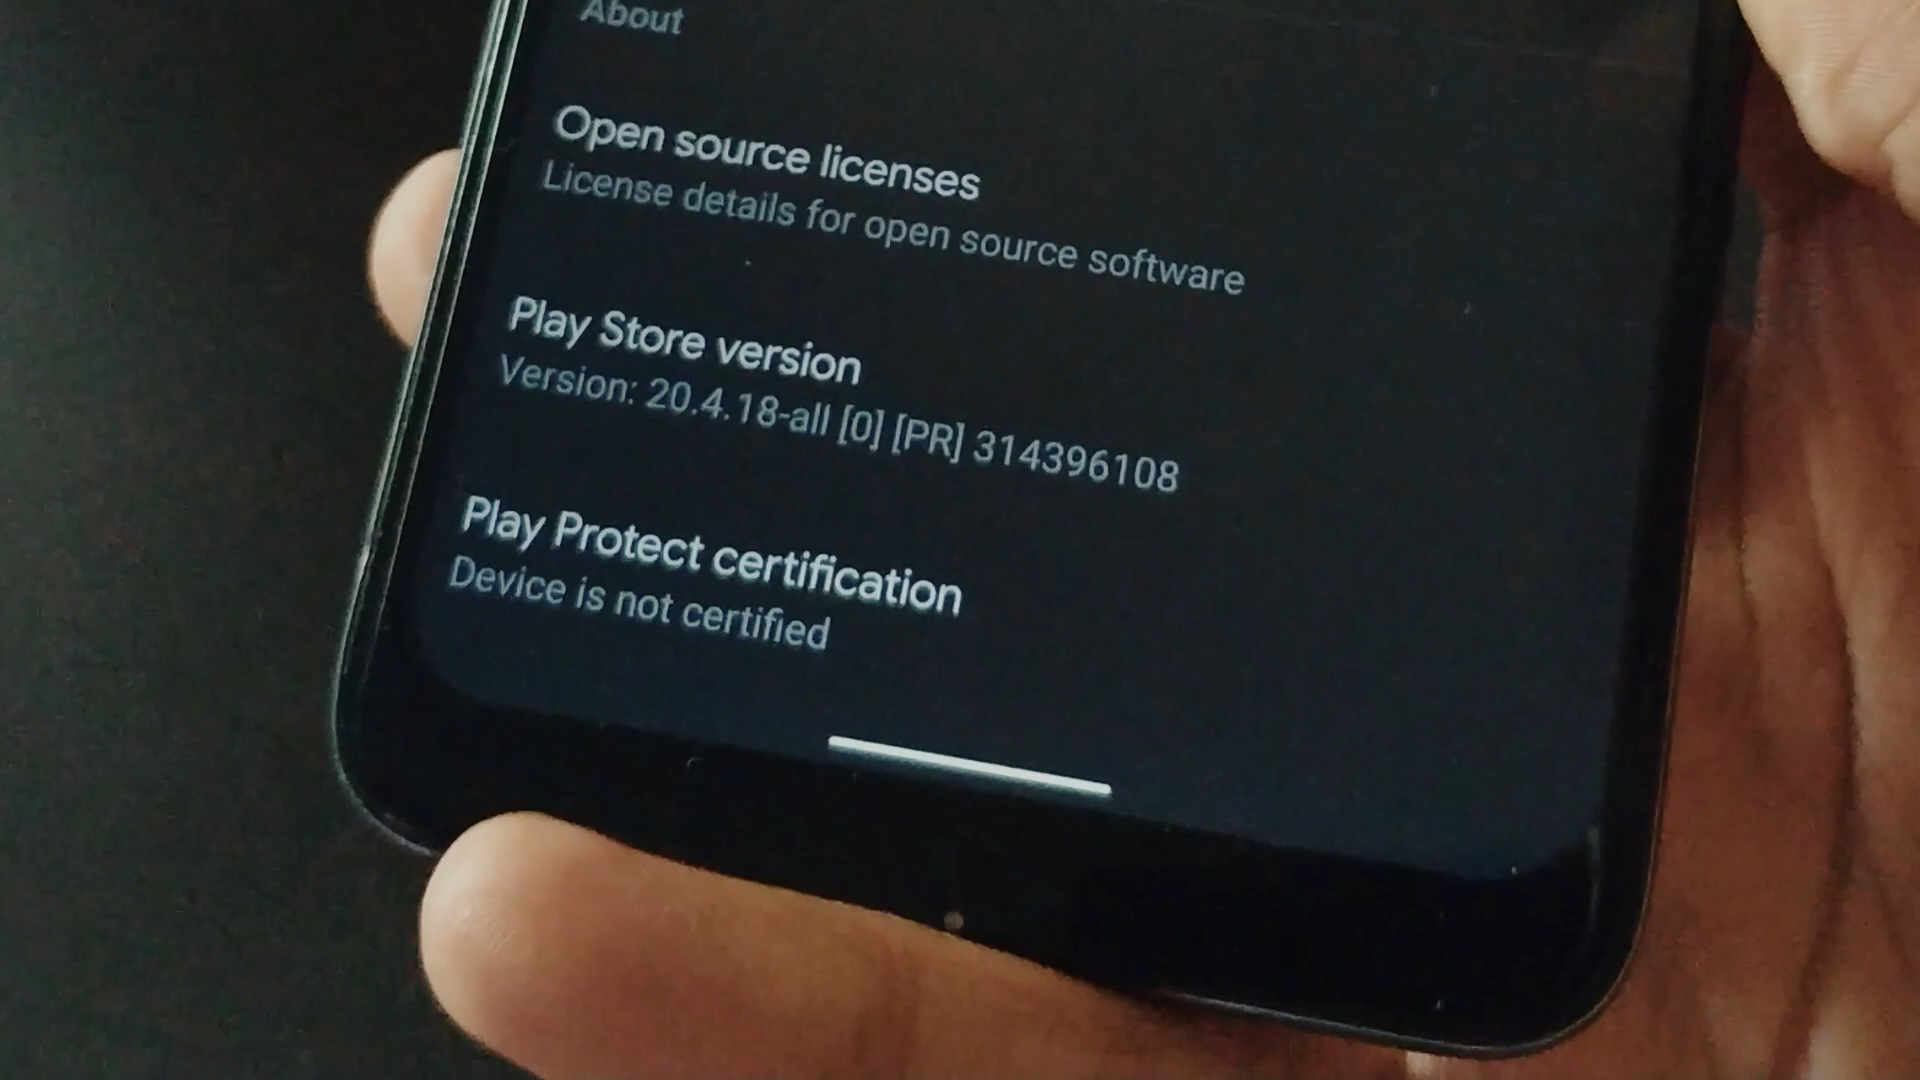 About
Open source licenses
License details for open source software
Play Store version
Version: 20.4.18-all [0] [PR] 314396108
Play Protect certification
Device is not certified